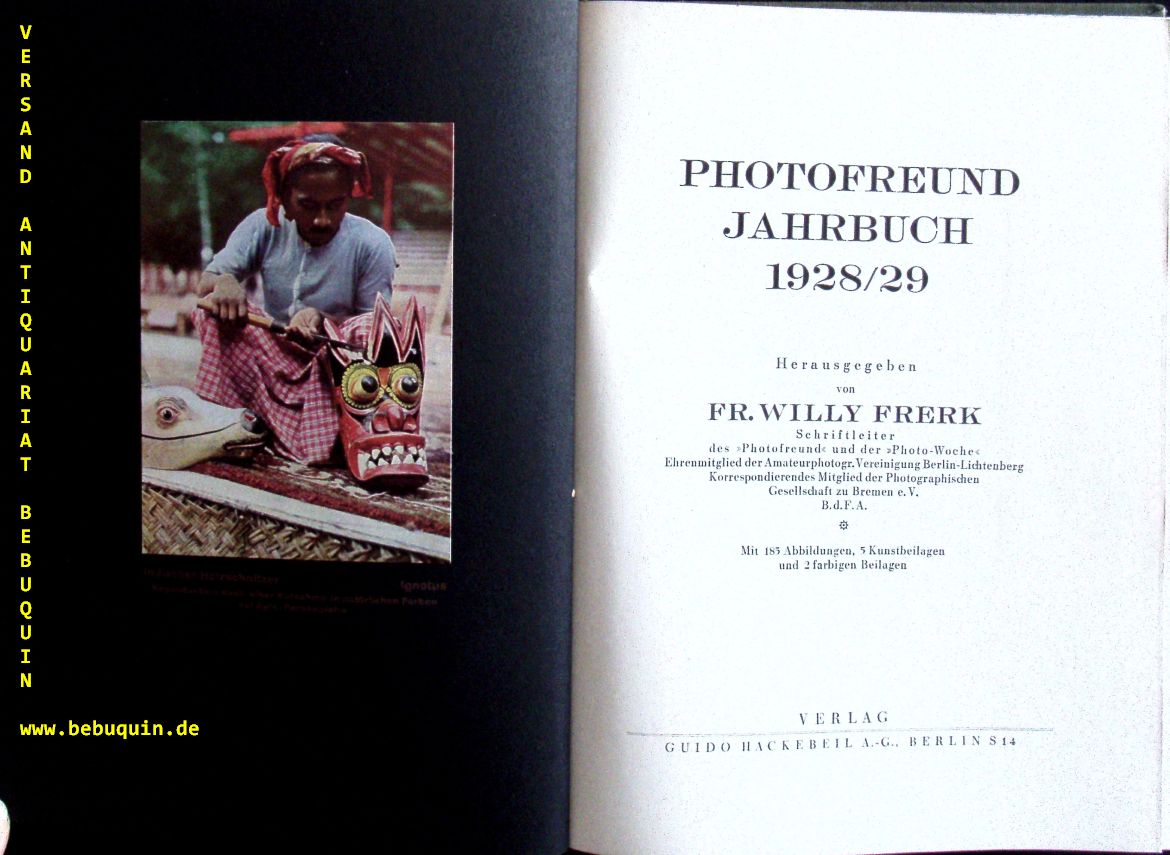 VERSAND ANTIQUARIAT BEBUQUIN
www.bebuquin.de
Ignotus
PHOTOFREUND
JAHRBUCH
1928/29
Herausgegeben
von
FR. WILLY FRERK
Schriftleiter
des »Photofreund« und der »Photo-Woche«
Ehrenmitglied der Amateurphotogr. Vereinigung Berlin-Lichtenberg
Korrespondierendes Mitglied der Photographischen
Gesellschaft zu Bremen e. V.
B. d. F. A.
Mit 185 Abbildungen, 5 Kunstbeilagen
und 2 farbigen Beilagen
VERLAG
GUIDO HACKEBEIL A.-G., BERLIN S 14